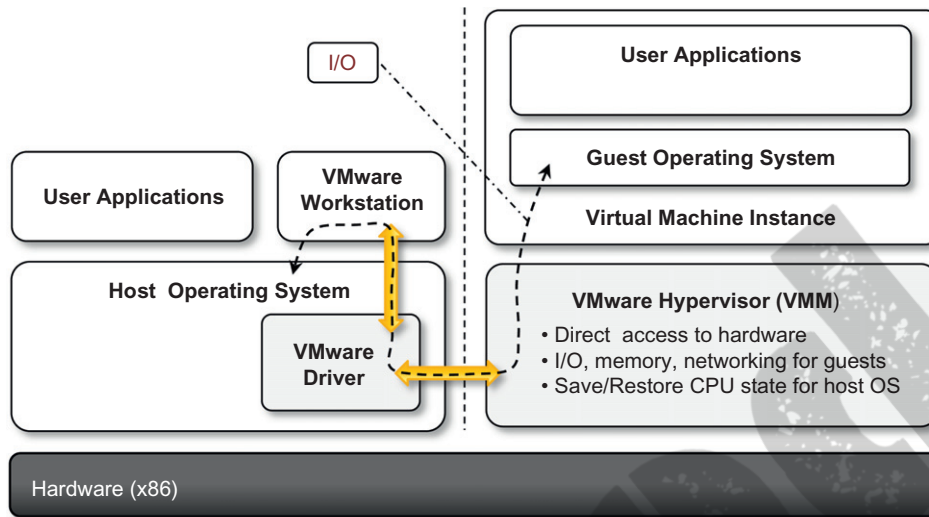 I/O
User Applications
VMware
Workstation
Host Operating System
VMware
Driver
User Applications
Guest Operating System
Virtual Machine Instance
VMware Hypervisor (VMM)
• Direct access to hardware
• I/O, memory, networking for guests
• Save/Restore CPU state for host OS
Hardware (x86)